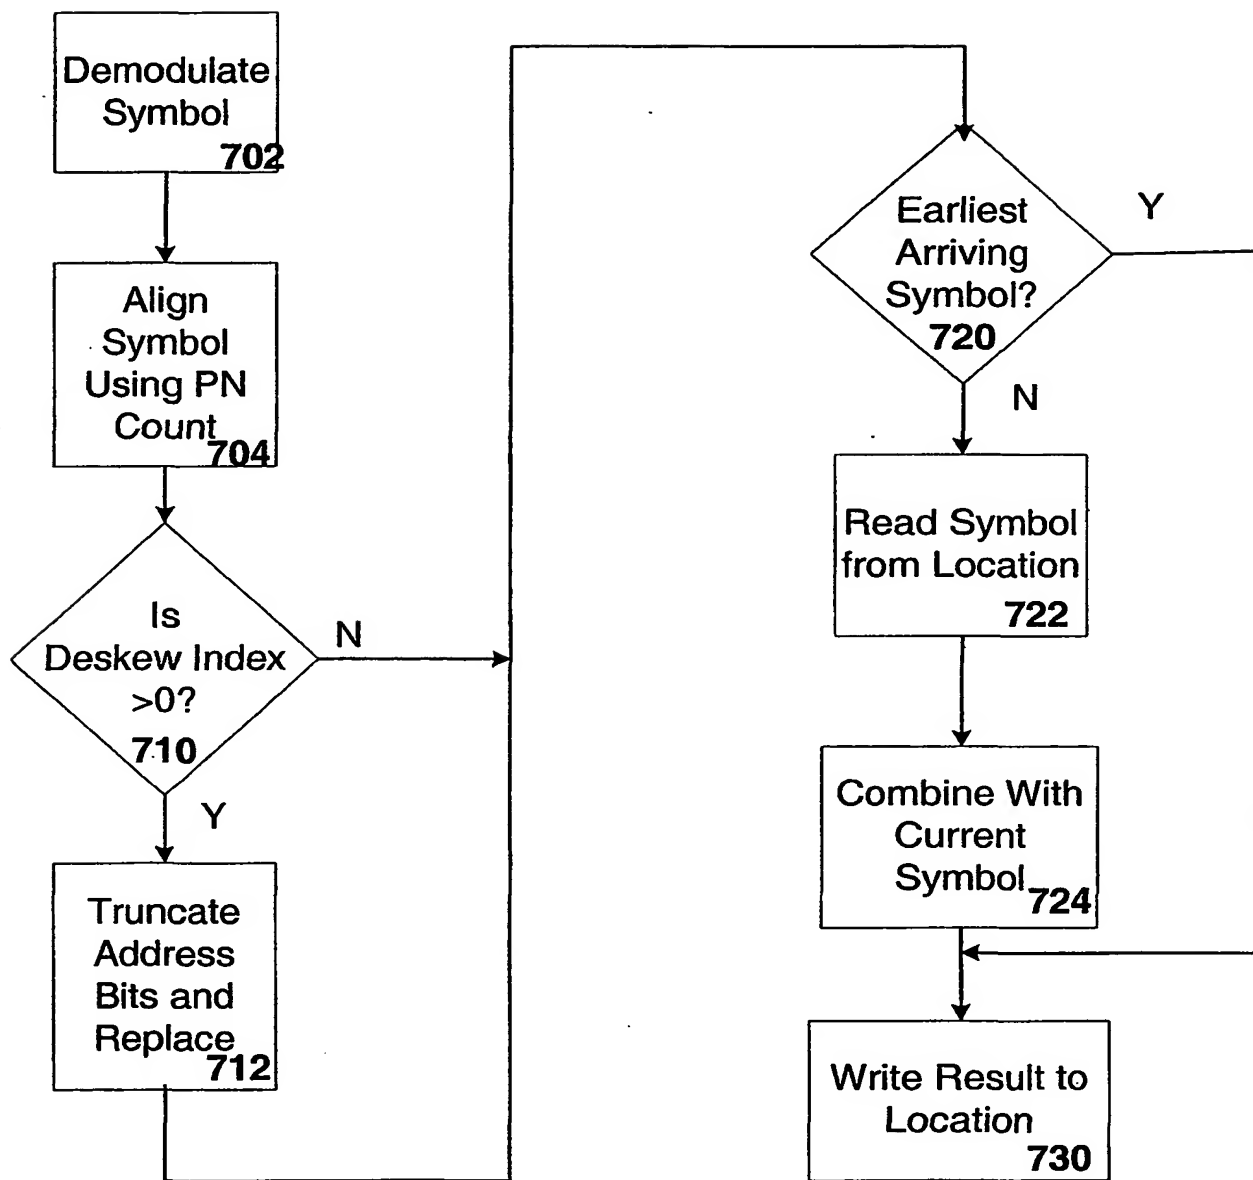 Demodulate
Symbol
702
Align
Symbol
Using PN
Count
704
Is
Deskew Index
>0?
710
N
Y
Truncate
Address
Bits and
Replace
712
Earliest
Arriving
Symbol?
720
Y
N
Read Symbol
from Location
722
Combine With
Current
Symbol
724
Write Result to
Location
730